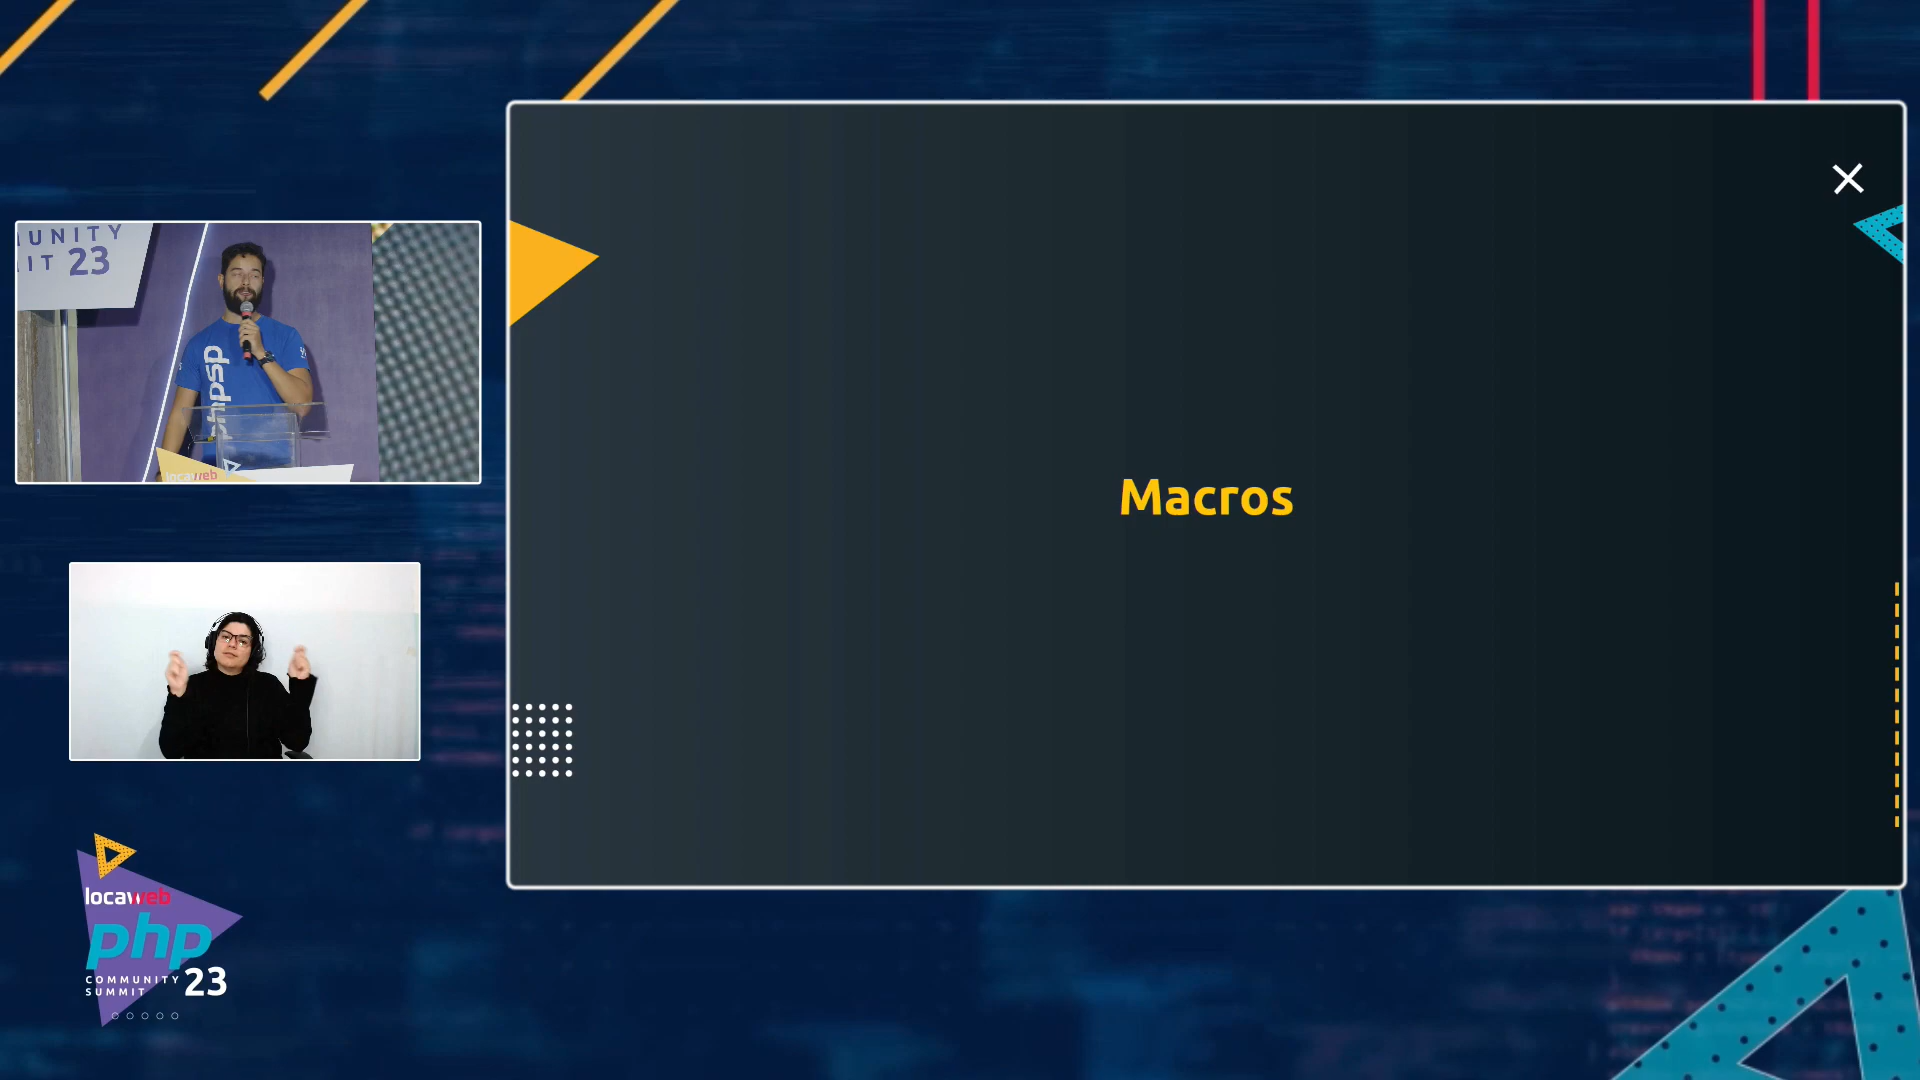 UNITY
IT 23
phpsp
locaweb
Macros
locaweb
php
COMMUNITY
SUMMIT 23